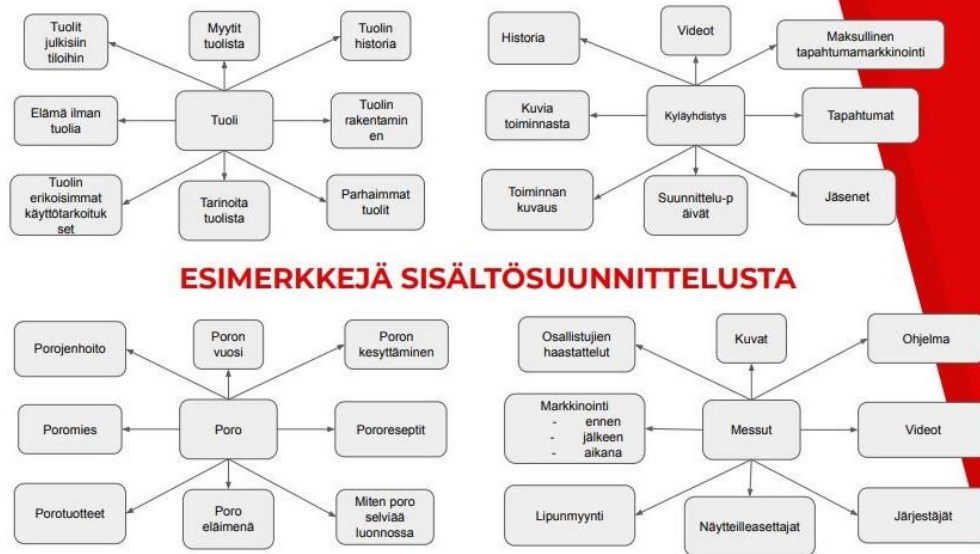 Tuolit
julkisiin
tiloihin
Myytit
tuolista
Tuolin
historia
Elämä ilman
tuolia
Tuoli
Tuolin
rakentamin
en
Tuolin
erikoisimmat
käyttötarkoituk
set
Tarinoita
tuolista
Parhaimmat
tuolit
Historia
Videot
Maksullinen
tapahtumamarkkinointi
Kuvia
toiminnasta
Kyläyhdistys
Tapahtumat
Toiminnan
kuvaus
Suunnittelu-p
äivät
Jäsenet
ESIMERKKEJÄ SISÄLTÖSUUNNITTELUSTA
Porojenhoito
Poron
vuosi
Poron
kesyttäminen
Poromies
Poro
Pororeseptit
Porotuotteet
Poro
eläimenä
Miten poro
selviää
luonnossa
Osallistujien
haastattelut
Kuvat
Ohjelma
Markkinointi
- ennen
- jälkeen
- aikana
Messut
Videot
Lipunmyynti
Näytteilleasettajat
Järjestäjät